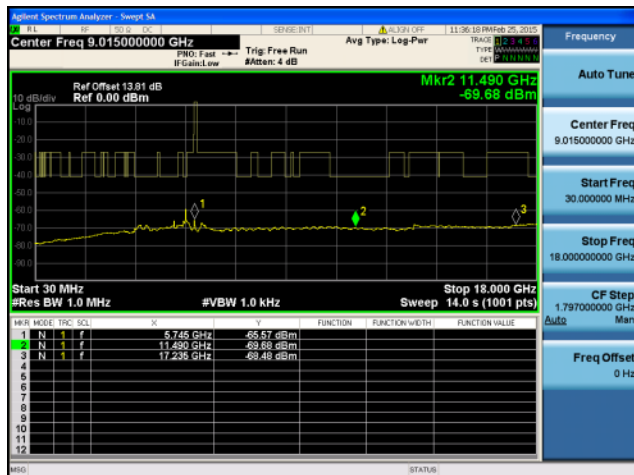 Agilent Spectrum Analyzer - Swept SA
RL RF 50 Ω DC SENSE:INT ALIGN OFF 11:36:18 PM Feb 25, 2015
Center Freq 9.015000000 GHz
PNO: Fast
IFGain:Low
Trig: Free Run
#Atten: 4 dB
Avg Type: Log-Pwr
TRACE 1 2 3 4 5 6
TYPE
DET P N N N N N
Ref Offset 13.81 dB
Ref 0.00 dBm
Mkr2 11.490 GHz
-69.68 dBm
10 dB/div
Log
-10.0
-20.0
-30.0
-40.0
-50.0
-60.0
-70.0
-80.0
-90.0
1
2
3
Start 30 MHz
#Res BW 1.0 MHz
#VBW 1.0 kHz
Stop 18.000 GHz
Sweep 14.0 s (1001 pts)
MKR MODE TRC SCL X Y FUNCTION FUNCTION WIDTH FUNCTION VALUE
1 N 1 f 5.745 GHz -65.57 dBm
2 N 1 f 11.490 GHz -69.68 dBm
3 N 1 f 17.235 GHz -68.48 dBm
4
5
6
7
8
9
10
11
12
MSG
STATUS
Frequency
Auto Tune
Center Freq
9.015000000 GHz
Start Freq
30.000000 MHz
Stop Freq
18.000000000 GHz
CF Step
1.797000000 GHz
Auto Man
Freq Offset
0 Hz